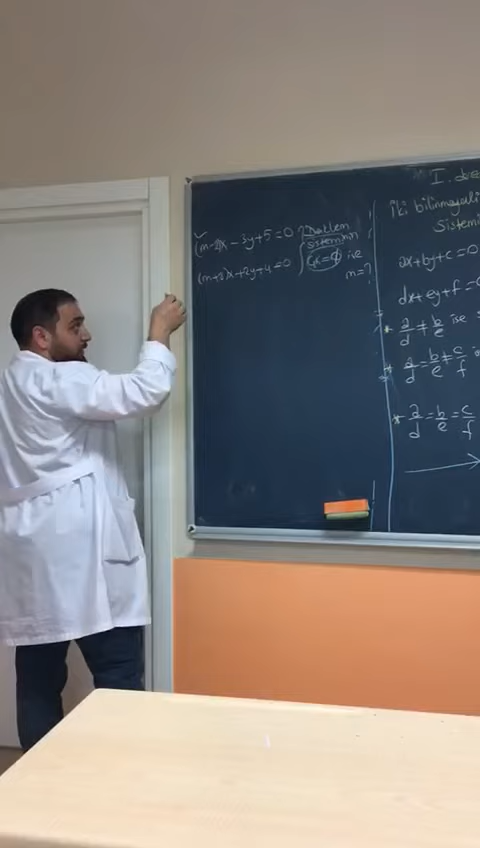 (m-2)x - 3y + 5 = 0 Denklem
sisteminin
(m+3)x + 2y + 4 = 0 Çk = ∅ ise
m = ?
I.
İki bilinmeyenli
Sistemi
ax + by + c = 0
dx + ey + f = 0
* a/d ≠ b/e ise
* a/d = b/e ≠ c/f
* a/d = b/e = c/f